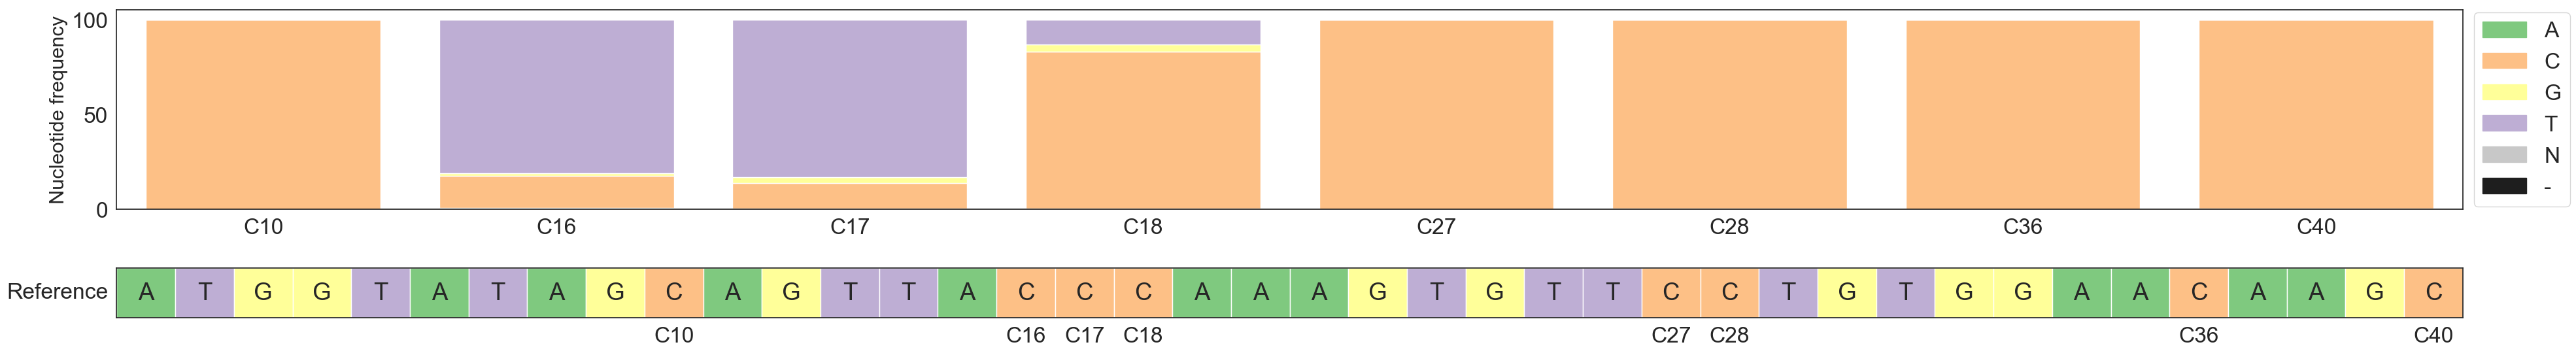 Nucleotide frequency
100
50
0
C10 C16 C17 C18 C27 C28 C36 C40
A
C
G
T
N
-
Reference A T G G T A T A G C A G T T A C C C A A A G T G T T C C T G T G G A A C A A G C
C10 C16 C17 C18 C27 C28 C36 C40